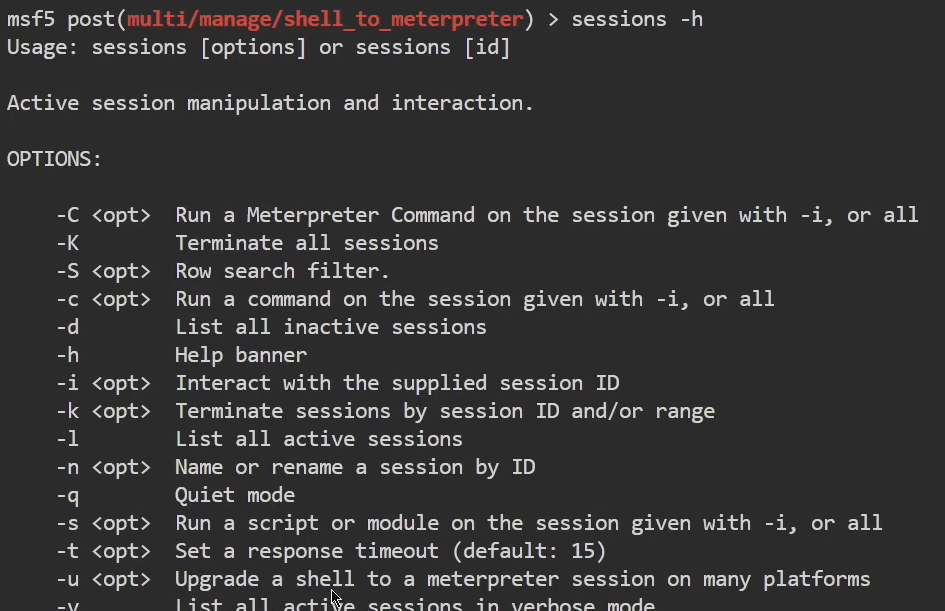 msf5 post(multi/manage/shell_to_meterpreter) > sessions -h
Usage: sessions [options] or sessions [id]
Active session manipulation and interaction.
OPTIONS:
-C <opt> Run a Meterpreter Command on the session given with -i, or all
-K Terminate all sessions
-S <opt> Row search filter.
-c <opt> Run a command on the session given with -i, or all
-d List all inactive sessions
-h Help banner
-i <opt> Interact with the supplied session ID
-k <opt> Terminate sessions by session ID and/or range
-l List all active sessions
-n <opt> Name or rename a session by ID
-q Quiet mode
-s <opt> Run a script or module on the session given with -i, or all
-t <opt> Set a response timeout (default: 15)
-u <opt> Upgrade a shell to a meterpreter session on many platforms
-v List all active sessions in verbose mode